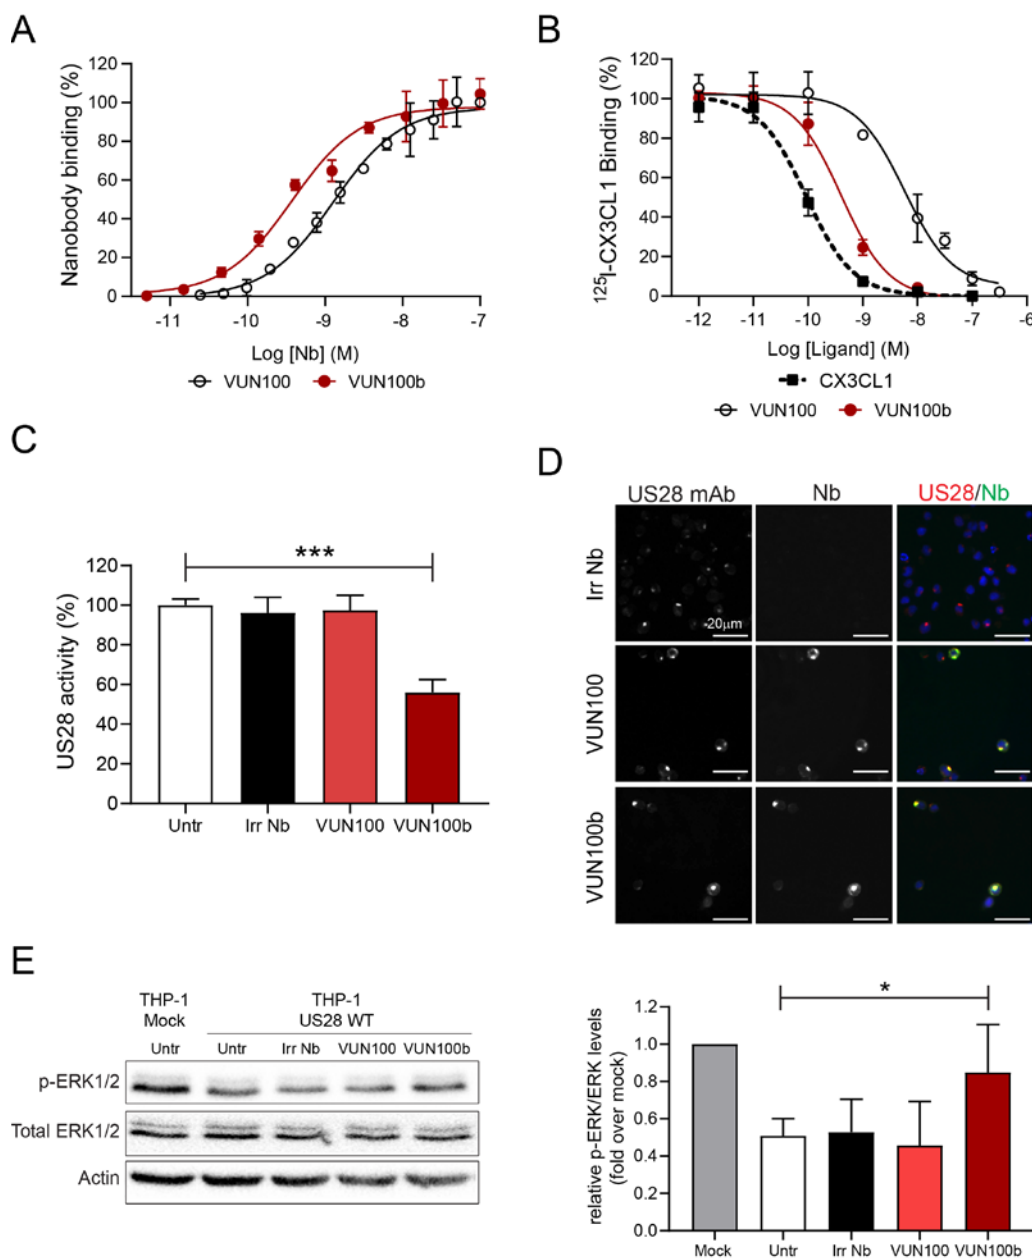 A
Nanobody binding (%)
120
100
80
60
40
20
0
-11
-10
-9
-8
-7
Log [Nb] (M)
VUN100
VUN100b
B
¹²⁵I-CX3CL1 Binding (%)
120
100
80
60
40
20
0
-12
-11
-10
-9
-8
-7
-6
Log [Ligand] (M)
CX3CL1
VUN100
VUN100b
C
US28 activity (%)
120
100
80
60
40
20
0
***
Untr
Irr Nb
VUN100
VUN100b
D
US28 mAb
Nb
US28/Nb
Irr Nb
20μm
VUN100
VUN100b
E
THP-1 Mock
THP-1 US28 WT
Untr
Untr
Irr Nb
VUN100
VUN100b
p-ERK1/2
Total ERK1/2
Actin
relative p-ERK/ERK levels
(fold over mock)
1.2
1.0
0.8
0.6
0.4
0.2
0.0
*
Mock
Untr
Irr Nb
VUN100
VUN100b